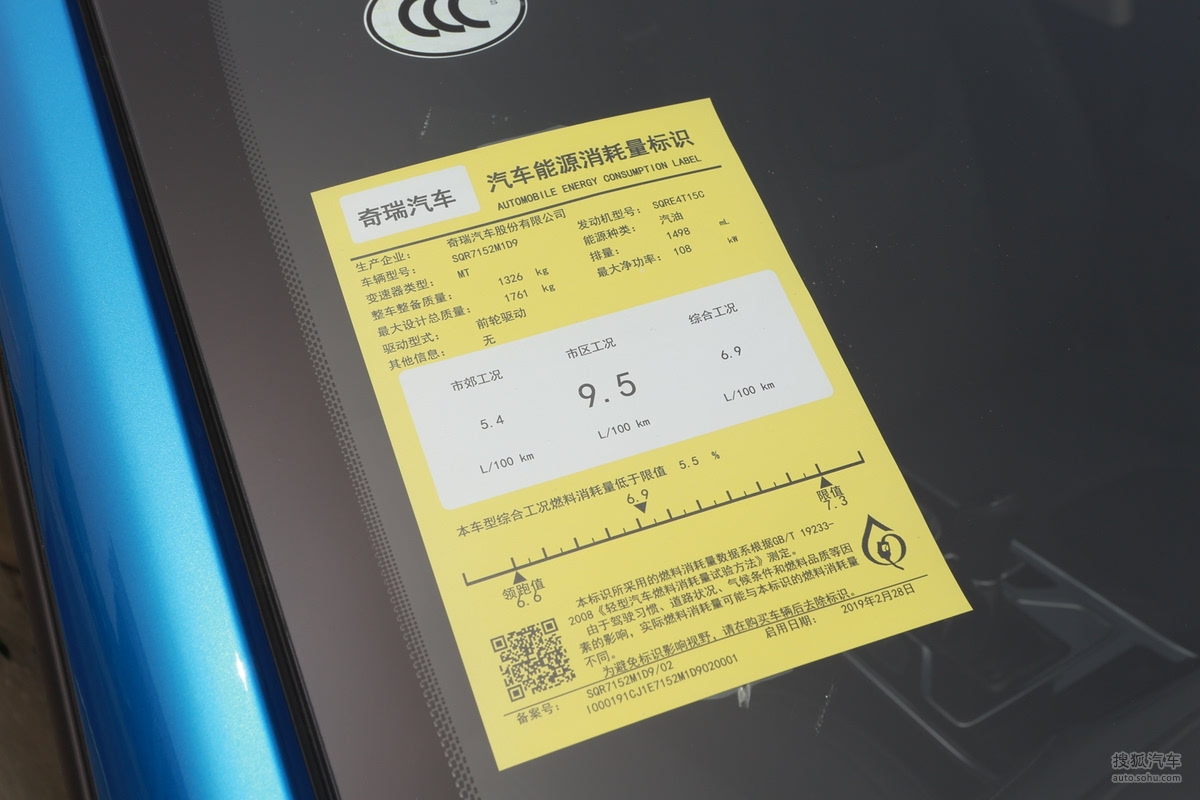 CCC
S
奇瑞汽车
汽车能源消耗量标识
AUTOMOBILE ENERGY CONSUMPTION LABEL
生产企业: 奇瑞汽车股份有限公司
车辆型号: SQR7152M1D9 发动机型号: SQRE4T15C
变速器类型: MT 能源种类: 汽油
整车整备质量: 1326 kg 排量: 1498 mL
最大设计总质量: 1761 kg 最大净功率: 108 kW
驱动型式: 前轮驱动
其他信息: 无
市郊工况 市区工况 综合工况
5.4 9.5 6.9
L/100 km L/100 km L/100 km
本车型综合工况燃料消耗量低于限值 5.5 %
6.9
限值
7.3
领跑值
6.6
本标识所采用的燃料消耗量数据系根据GB/T 19233-
2008《轻型汽车燃料消耗量试验方法》测定。
由于驾驶习惯、道路状况、气候条件和燃料品质等因
素的影响，实际燃料消耗量可能与本标识的燃料消耗量
不同。
为避免标识影响视野，请在购买车辆后去除标识。
SQR7152M1D9/02 启用日期: 2019年2月28日
备案号: I000191CJ1E7152M1D9020001
搜狐汽车
auto.sohu.com